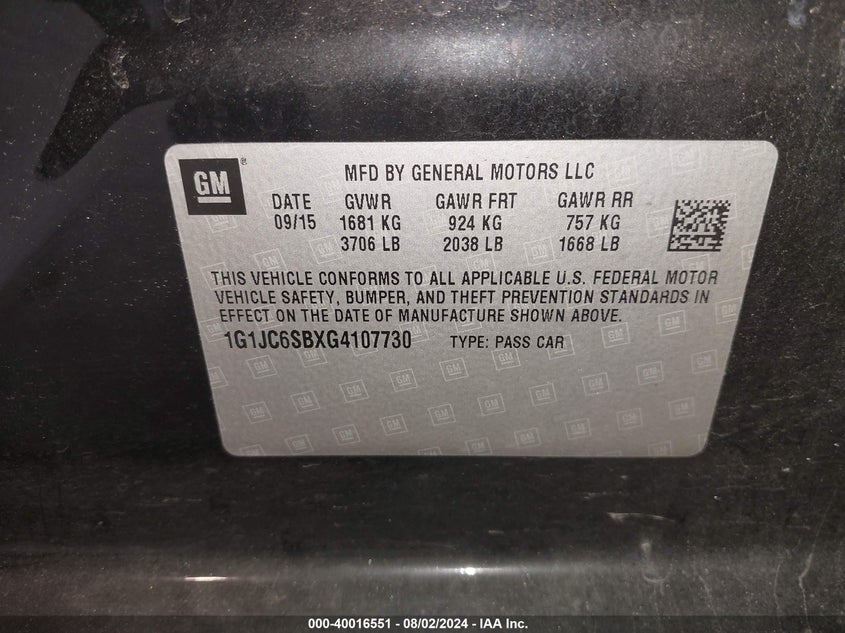 GM®
MFD BY GENERAL MOTORS LLC
DATE GVWR GAWR FRT GAWR RR
09/15 1681 KG 924 KG 757 KG
3706 LB 2038 LB 1668 LB
THIS VEHICLE CONFORMS TO ALL APPLICABLE U.S. FEDERAL MOTOR
VEHICLE SAFETY, BUMPER, AND THEFT PREVENTION STANDARDS IN
EFFECT ON THE DATE OF MANUFACTURE SHOWN ABOVE.
1G1JC6SBXG4107730 TYPE: PASS CAR
000-40016551 - 08/02/2024 - IAA Inc.